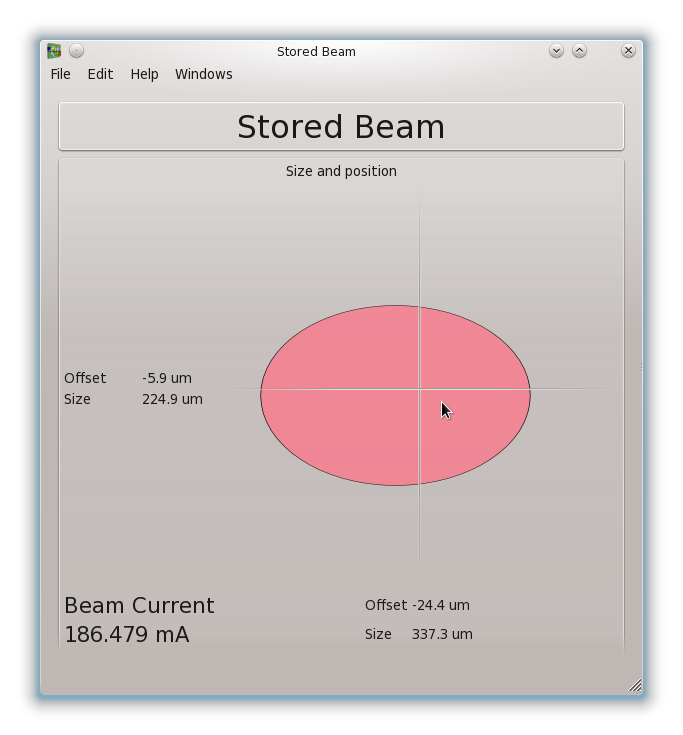 Stored Beam
File Edit Help Windows
Stored Beam
Size and position
Offset -5.9 um
Size 224.9 um
Beam Current
186.479 mA
Offset -24.4 um
Size 337.3 um